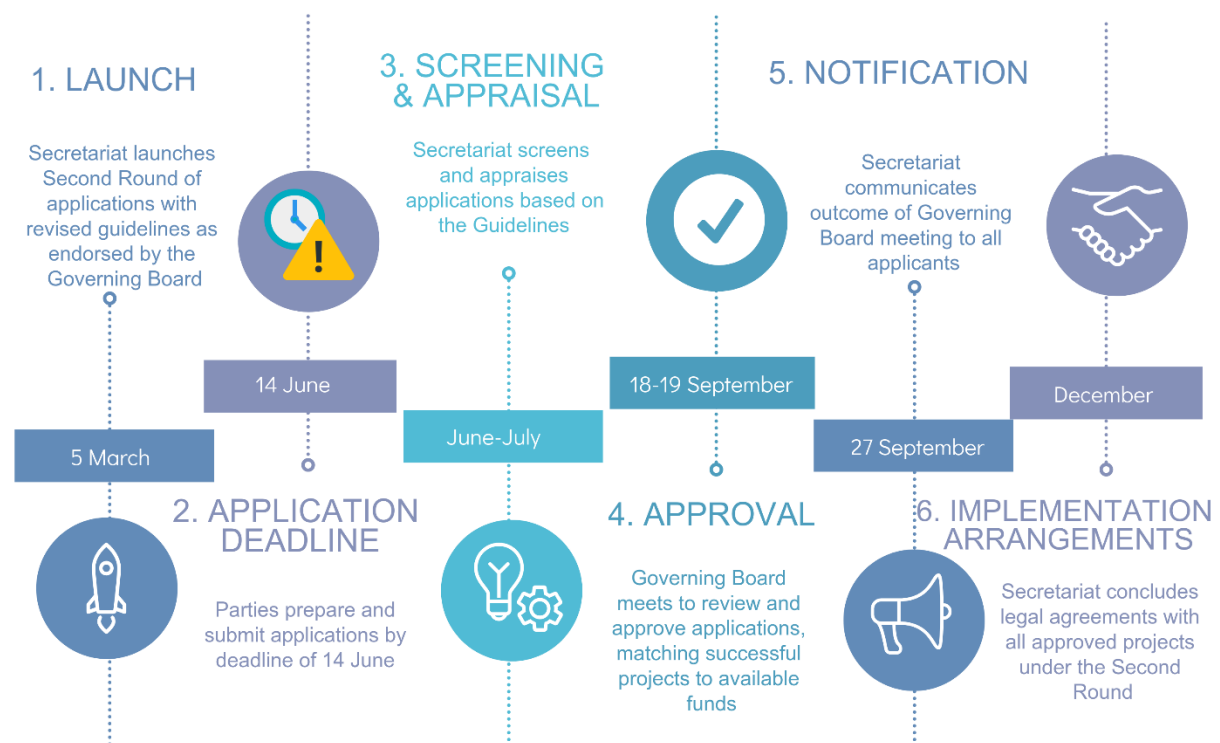 1. LAUNCH
Secretariat launches
Second Round of
applications with
revised guidelines as
endorsed by the
Governing Board
5 March
14 June
2. APPLICATION
DEADLINE
Parties prepare and
submit applications by
deadline of 14 June
3. SCREENING
& APPRAISAL
Secretariat screens
and appraises
applications based on
the Guidelines
June-July
18-19 September
4. APPROVAL
Governing Board
meets to review and
approve applications,
matching successful
projects to available
funds
5. NOTIFICATION
Secretariat
communicates
outcome of Governing
Board meeting to all
applicants
27 September
December
6. IMPLEMENTATION
ARRANGEMENTS
Secretariat concludes
legal agreements with
all approved projects
under the Second
Round